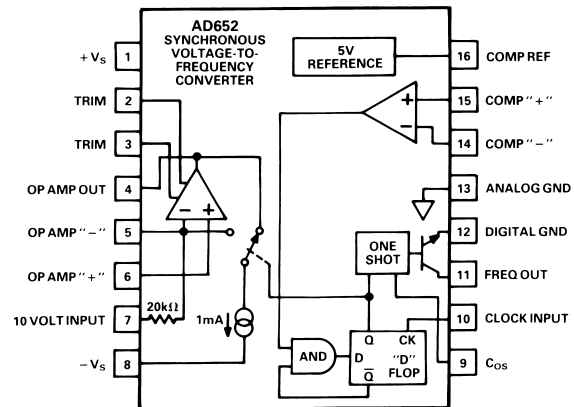 AD652
SYNCHRONOUS
VOLTAGE-TO-
FREQUENCY
CONVERTER
+VS 1
TRIM 2
TRIM 3
OP AMP OUT 4
OP AMP "–" 5
OP AMP "+" 6
10 VOLT INPUT 7
–VS 8
20kΩ
1mA
– +
5V
REFERENCE
+
–
ONE
SHOT
AND
Q CK
D "D"
FLOP
Q̅
16 COMP REF
15 COMP "+"
14 COMP "–"
13 ANALOG GND
12 DIGITAL GND
11 FREQ OUT
10 CLOCK INPUT
9 COS